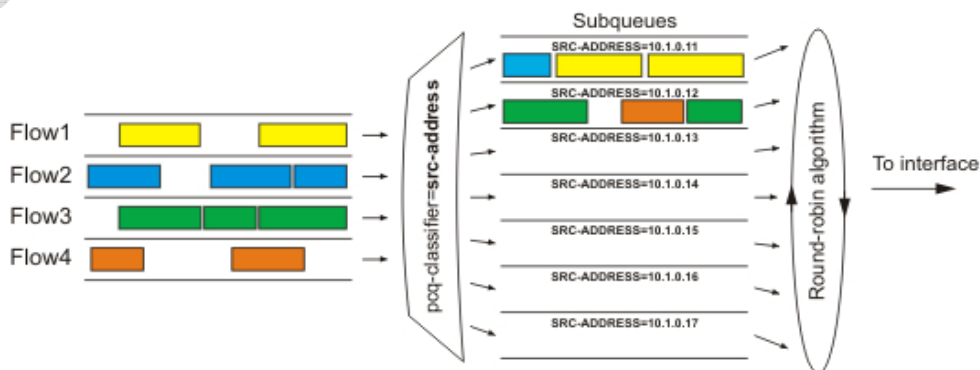 Subqueues
SRC-ADDRESS=10.1.0.11
SRC-ADDRESS=10.1.0.12
SRC-ADDRESS=10.1.0.13
SRC-ADDRESS=10.1.0.14
SRC-ADDRESS=10.1.0.15
SRC-ADDRESS=10.1.0.16
SRC-ADDRESS=10.1.0.17
Flow1
Flow2
Flow3
Flow4
pcq-classifier=src-address
Round-robin algorithm
To interface